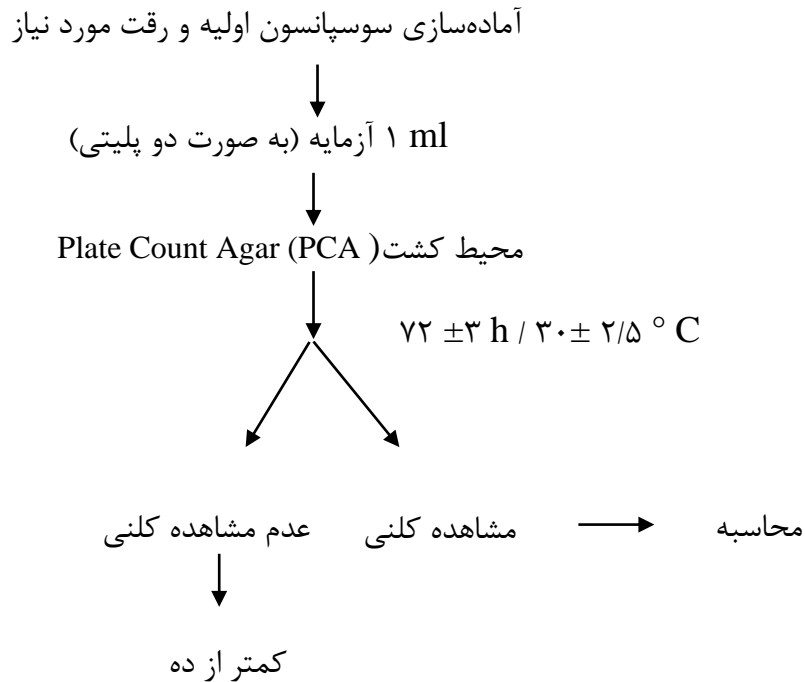 آماده‌سازی سوسپانسون اولیه و رقت مورد نیاز
۱ ml آزمایه (به صورت دو پلیتی)
محیط کشت Plate Count Agar (PCA )
۷۲ ±۳ h / ۳۰± ۲/۵ ° C
عدم مشاهده کلنی
مشاهده کلنی
محاسبه
کمتر از ده